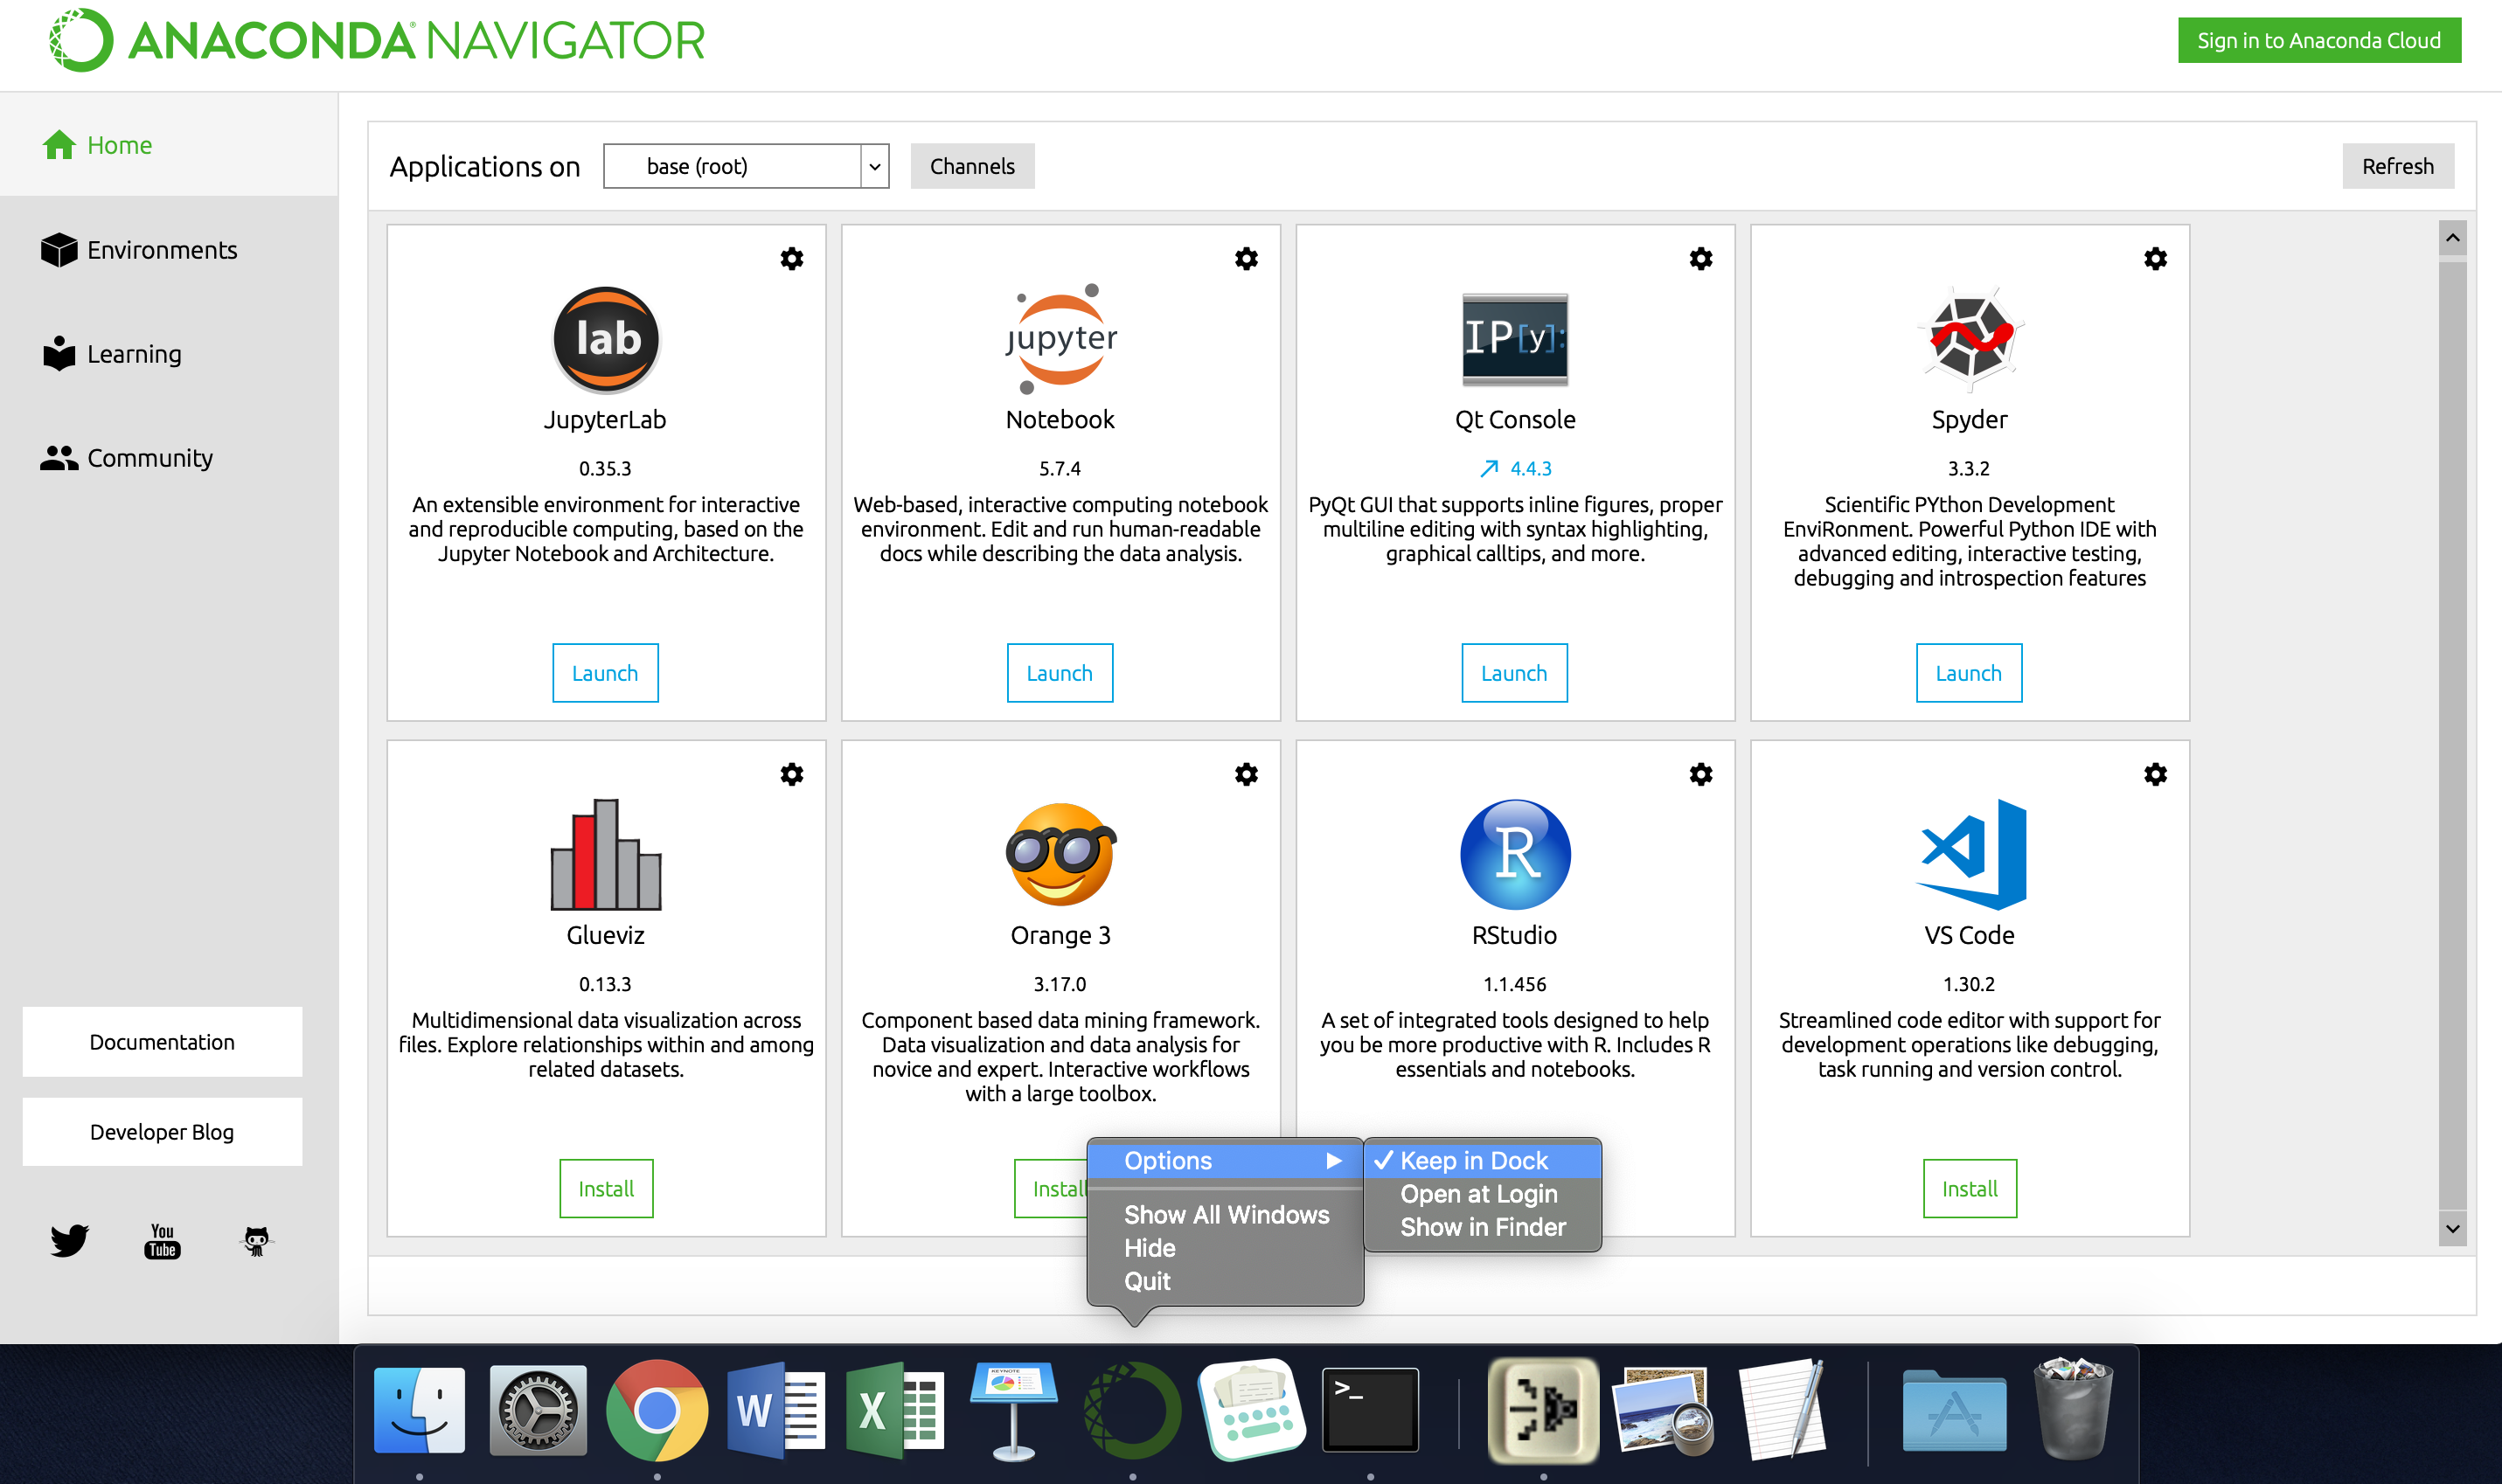 ANACONDA NAVIGATOR
Sign in to Anaconda Cloud
Home
Environments
Learning
Community
Documentation
Developer Blog
You
Tube
Applications on
base (root)
Channels
Refresh
lab
JupyterLab
0.35.3
An extensible environment for interactive
and reproducible computing, based on the
Jupyter Notebook and Architecture.
Launch
jupyter
Notebook
5.7.4
Web-based, interactive computing notebook
environment. Edit and run human-readable
docs while describing the data analysis.
Launch
IP[y]:
Qt Console
4.4.3
PyQt GUI that supports inline figures, proper
multiline editing with syntax highlighting,
graphical calltips, and more.
Launch
Spyder
3.3.2
Scientific PYthon Development
EnviRonment. Powerful Python IDE with
advanced editing, interactive testing,
debugging and introspection features
Launch
Glueviz
0.13.3
Multidimensional data visualization across
files. Explore relationships within and among
related datasets.
Install
Orange 3
3.17.0
Component based data mining framework.
Data visualization and data analysis for
novice and expert. Interactive workflows
with a large toolbox.
Install
R
RStudio
1.1.456
A set of integrated tools designed to help
you be more productive with R. Includes R
essentials and notebooks.
VS Code
1.30.2
Streamlined code editor with support for
development operations like debugging,
task running and version control.
Install
Options
Show All Windows
Hide
Quit
Keep in Dock
Open at Login
Show in Finder
W
X
KEYNOTE
>_